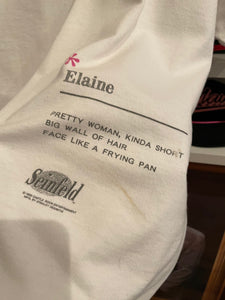 Elaine
PRETTY WOMAN, KINDA SHORT
BIG WALL OF HAIR
FACE LIKE A FRYING PAN
Seinfeld